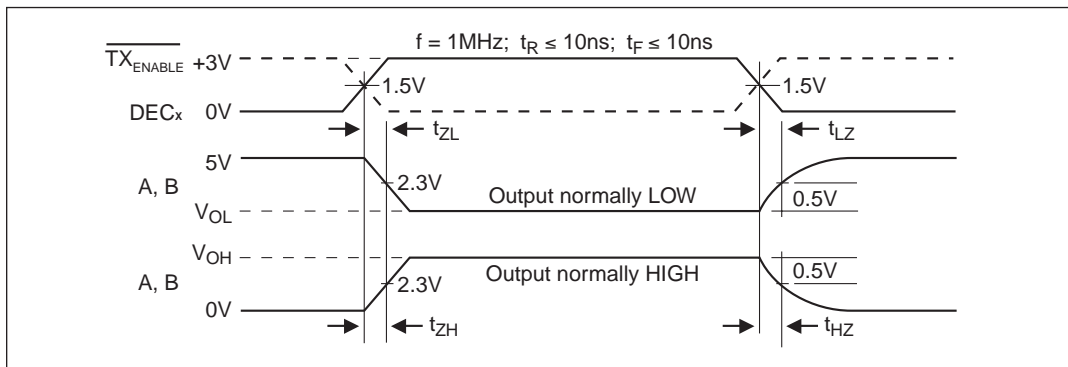 f = 1MHz; tR ≤ 10ns; tF ≤ 10ns
TXENABLE +3V
1.5V 1.5V
DECx 0V
tZL tLZ
5V
A, B 2.3V Output normally LOW 0.5V
VOL
VOH
A, B 2.3V Output normally HIGH 0.5V
0V
tZH tHZ